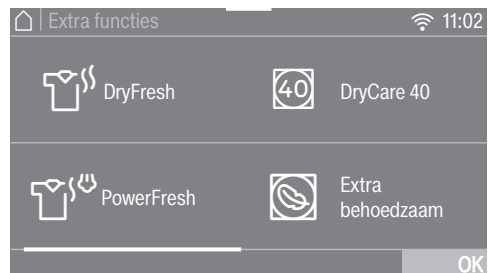 Extra functies 11:02
DryFresh
40 DryCare 40
PowerFresh
Extra
behoedzaam
OK